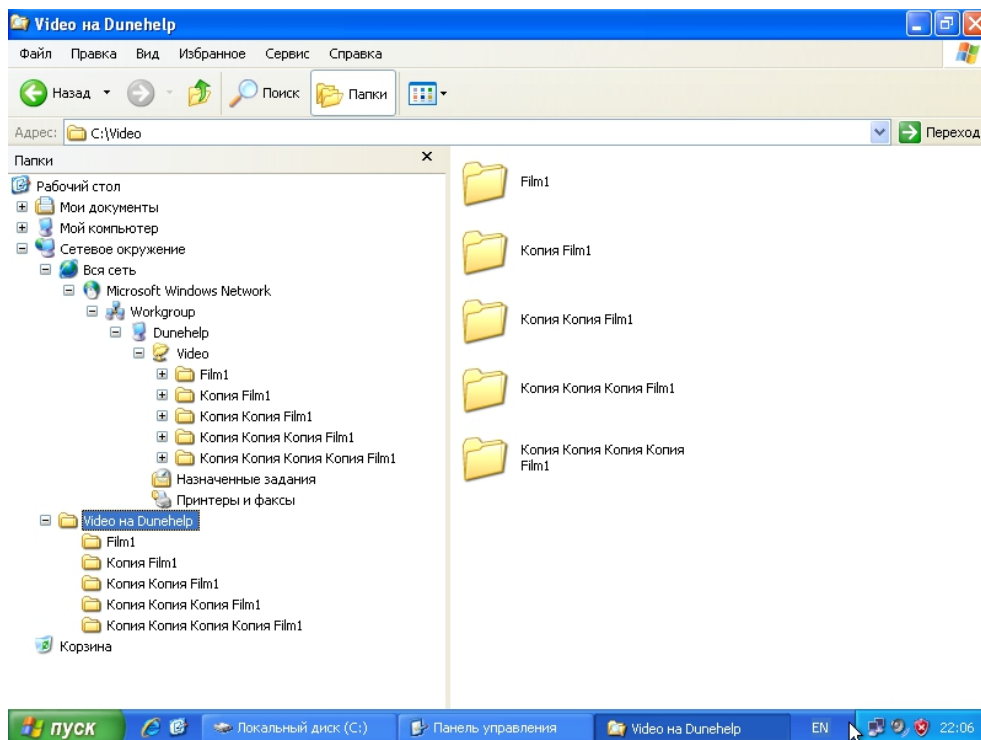 Video на Dunehelp
Файл Правка Вид Избранное Сервис Справка
Назад Поиск Папки
Адрес: C:\Video Переход
Папки
Рабочий стол
Мои документы
Мой компьютер
Сетевое окружение
Вся сеть
Microsoft Windows Network
Workgroup
Dunehelp
Video
Film1
Копия Film1
Копия Копия Film1
Копия Копия Копия Film1
Копия Копия Копия Копия Film1
Назначенные задания
Принтеры и факсы
Video на Dunehelp
Film1
Копия Film1
Копия Копия Film1
Копия Копия Копия Film1
Копия Копия Копия Копия Film1
Корзина
Film1
Копия Film1
Копия Копия Film1
Копия Копия Копия Film1
Копия Копия Копия Копия
Film1
пуск Локальный диск (C:) Панель управления Video на Dunehelp EN 22:06